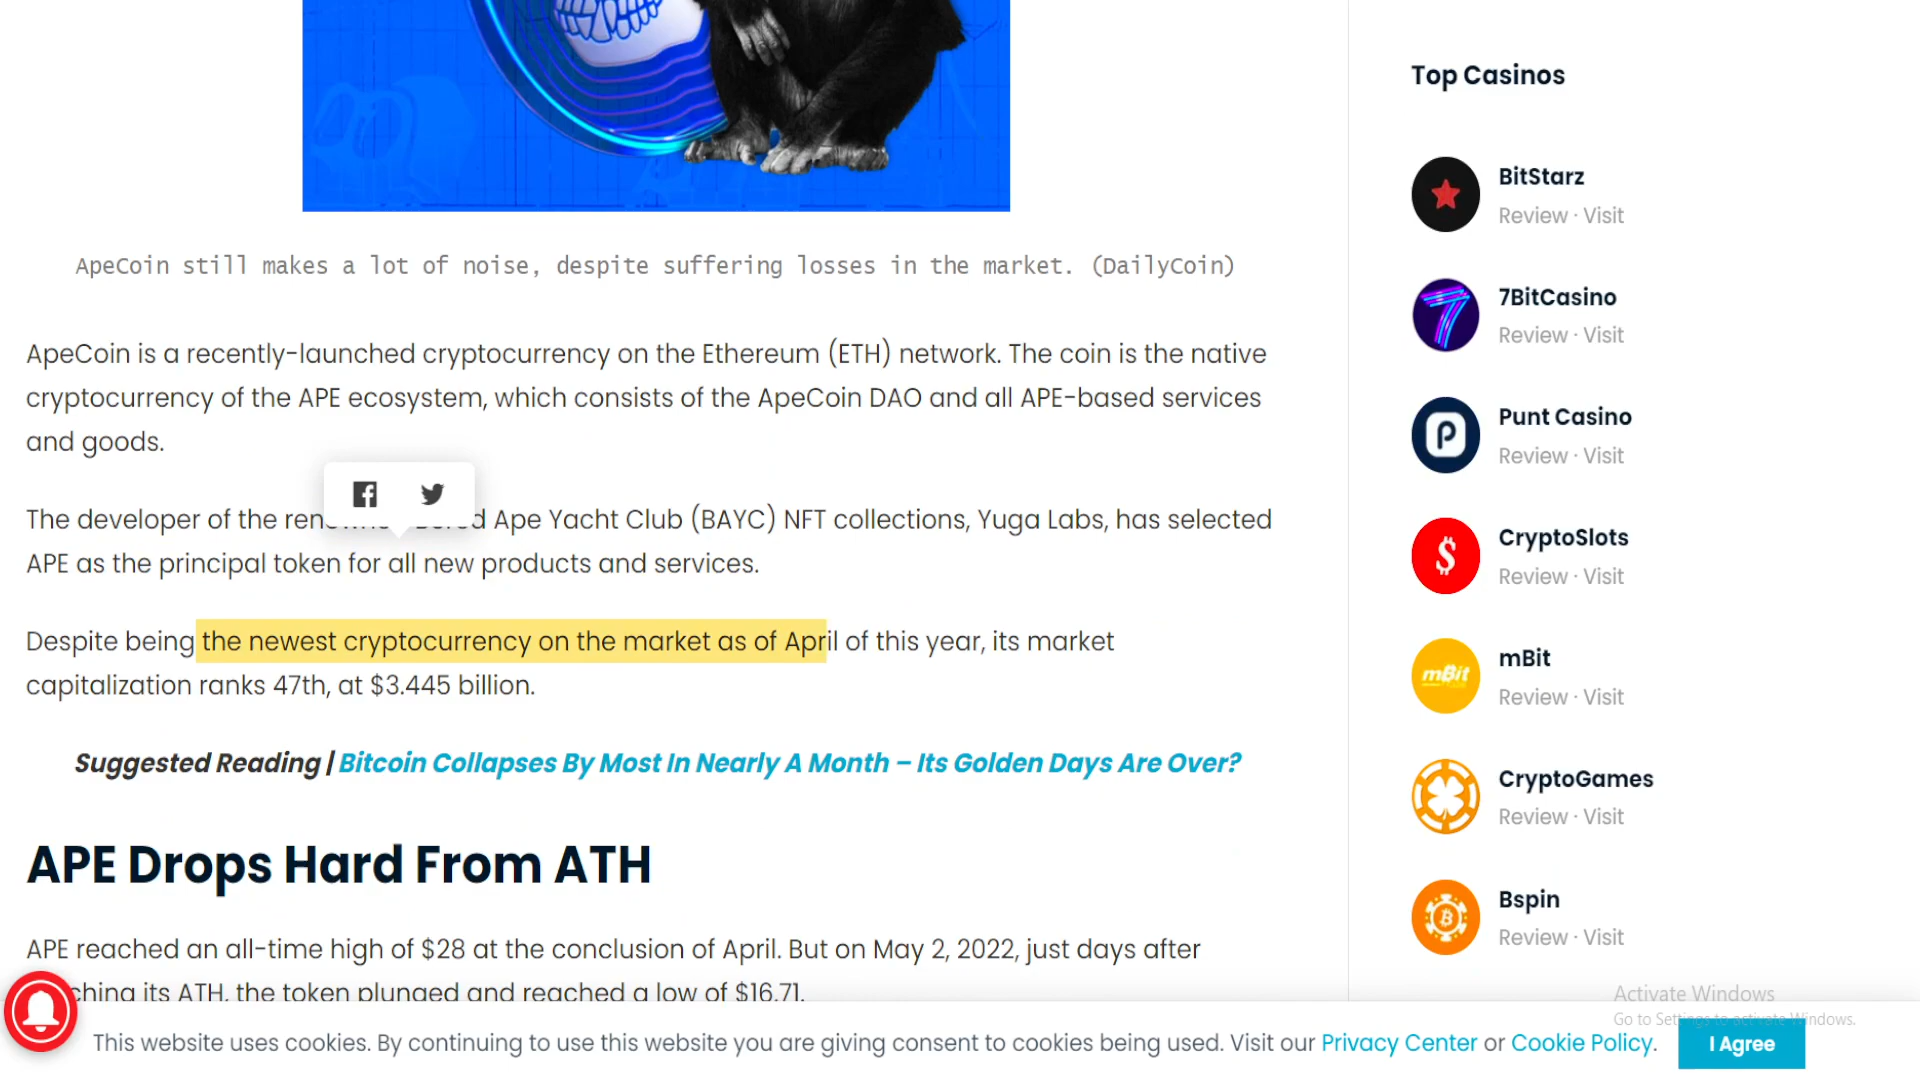 Top Casinos
BitStarz
Review · Visit
7BitCasino
Review · Visit
Punt Casino
Review · Visit
CryptoSlots
Review · Visit
mBit
Review · Visit
CryptoGames
Review · Visit
Bspin
Review · Visit
ApeCoin still makes a lot of noise, despite suffering losses in the market. (DailyCoin)
ApeCoin is a recently-launched cryptocurrency on the Ethereum (ETH) network. The coin is the native
cryptocurrency of the APE ecosystem, which consists of the ApeCoin DAO and all APE-based services
and goods.
The developer of the Ape Yacht Club (BAYC) NFT collections, Yuga Labs, has selected
APE as the principal token for all new products and services.
Despite being the newest cryptocurrency on the market as of April of this year, its market
capitalization ranks 47th, at $3.445 billion.
Suggested Reading | Bitcoin Collapses By Most In Nearly A Month – Its Golden Days Are Over?
APE Drops Hard From ATH
APE reached an all-time high of $28 at the conclusion of April. But on May 2, 2022, just days after
its ATH, the token plunged and reached a low of $16.71.
Activate Windows
Go to Settings to activate Windows.
This website uses cookies. By continuing to use this website you are giving consent to cookies being used. Visit our Privacy Center or Cookie Policy. I Agree